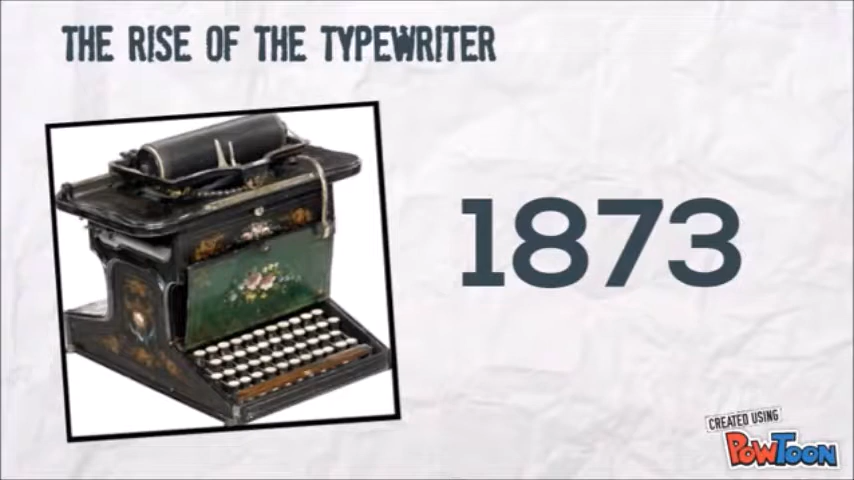 THE RISE OF THE TYPEWRITER
1873
CREATED USING
POWTOON